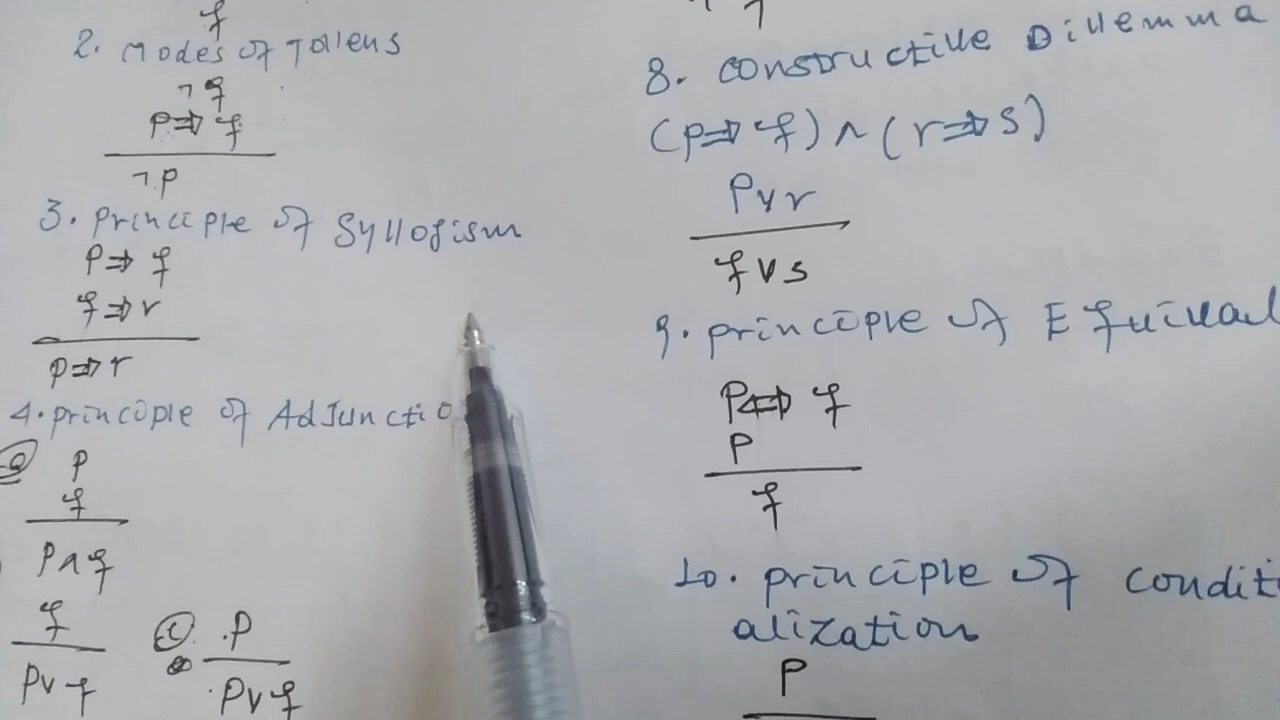 q
2. Modes of Tollens
¬q
p⇒q
¬p
3. principle of Syllogism
p⇒q
q⇒r
p⇒r
4. principle of AdJunctio
p
q
p∧q
q
p∨q
c p
p∨q
8. constructive Dillemma
(p⇒q)∧(r⇒s)
p∨r
q∨s
9. principle of Equival
p⇔q
p
q
10. principle of condit
alization
p